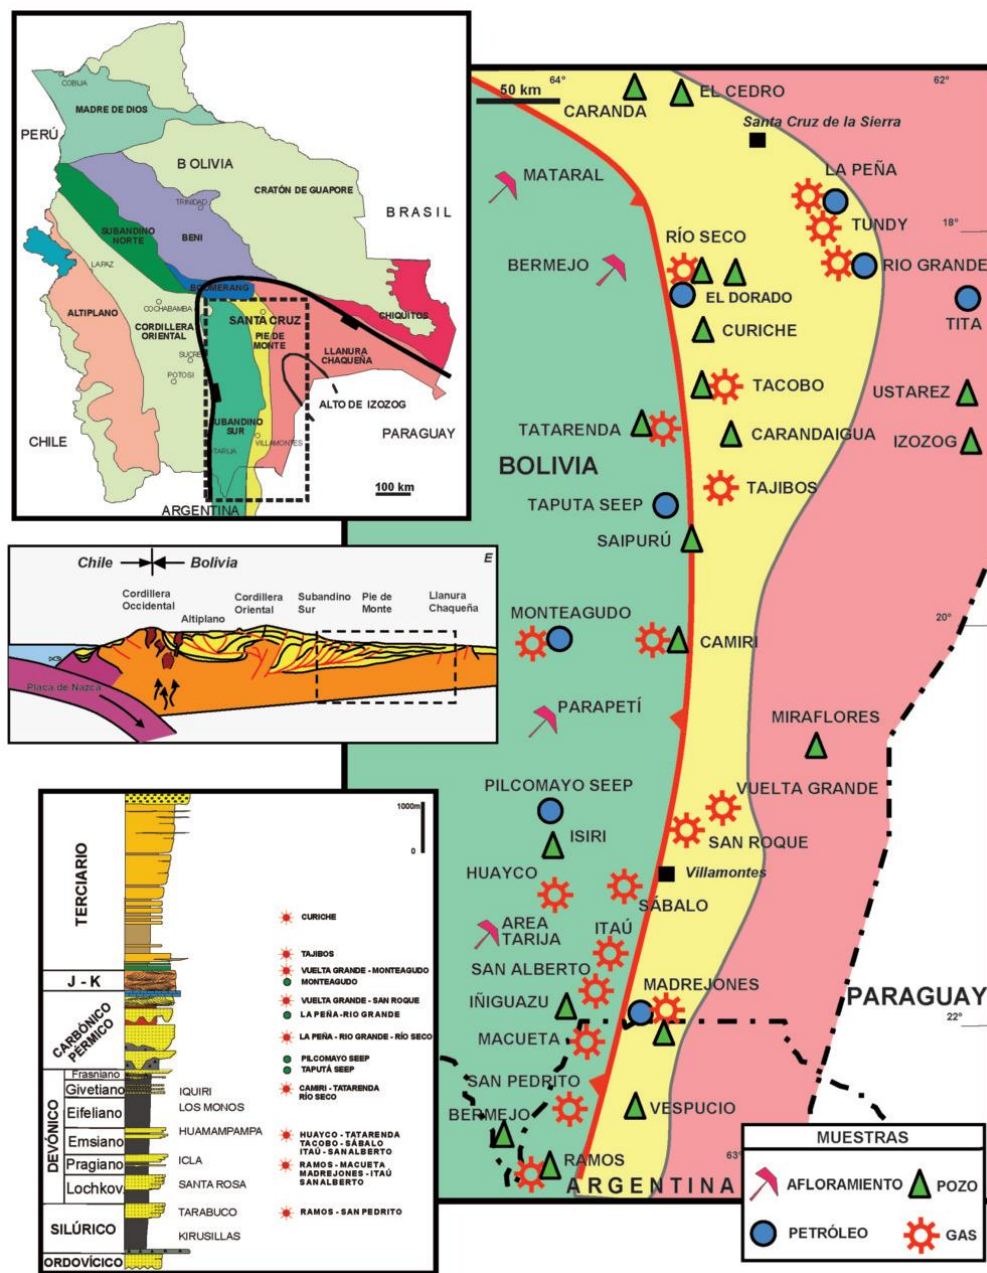 COBIJA
MADRE DE DIOS
PERÚ
BOLIVIA
CRATÓN DE GUAPORE
TRINIDAD
BRASIL
SUBANDINO
NORTE
BENI
LA PAZ
BOOMERANG
COCHABAMBA
SANTA CRUZ
CHIQUITOS
ALTIPLANO
CORDILLERA
ORIENTAL
PIE DE
MONTE
LLANURA
CHAQUEÑA
SUCRE
POTOSI
ALTO DE IZOZOG
PARAGUAY
CHILE
SUBANDINO
SUR
VILLAMONTES
TARIJA
100 km
ARGENTINA
Chile
Bolivia
E
Cordillera
Occidental
Altiplano
Cordillera
Oriental
Subandino
Sur
Pie de
Monte
Llanura
Chaqueña
Placa de Nazca
1000m
0
TERCIARIO
J - K
CARBÓNICO
PÉRMICO
DEVÓNICO
Frasniano
Givetiano
Eifeliano
Emsiano
Pragiano
Lochkov.
SILÚRICO
ORDOVÍCICO
IQUIRI
LOS MONOS
HUAMAMPAMPA
ICLA
SANTA ROSA
TARABUCO
KIRUSILLAS
CURICHE
TAJIBOS
VUELTA GRANDE - MONTEAGUDO
MONTEAGUDO
VUELTA GRANDE - SAN ROQUE
LA PEÑA - RIO GRANDE
LA PEÑA - RIO GRANDE - RÍO SECO
PILCOMAYO SEEP
TAPUTÁ SEEP
CAMIRI - TATARENDA
RÍO SECO
HUAYCO - TATARENDA
TACOBO - SÁBALO
ITAÚ - SAN ALBERTO
RAMOS - MACUETA
MADREJONES - ITAÚ
SAN ALBERTO
RAMOS - SAN PEDRITO
64°
62°
50 km
CARANDA
EL CEDRO
Santa Cruz de la Sierra
MATARAL
LA PEÑA
TUNDY
18°
RÍO SECO
BERMEJO
RIO GRANDE
EL DORADO
TITA
CURICHE
TACOBO
USTAREZ
TATARENDA
CARANDAIGUA
IZOZOG
BOLIVIA
TAJIBOS
TAPUTA SEEP
SAIPURÚ
MONTEAGUDO
CAMIRI
20°
PARAPETÍ
MIRAFLORES
PILCOMAYO SEEP
VUELTA GRANDE
ISIRI
SAN ROQUE
HUAYCO
Villamontes
SÁBALO
AREA
TARIJA
ITAÚ
SAN ALBERTO
MADREJONES
PARAGUAY
IÑIGUAZU
22°
MACUETA
SAN PEDRITO
BERMEJO
VESPUCIO
RAMOS
63°
ARGENTINA
MUESTRAS
AFLORAMIENTO
POZO
PETRÓLEO
GAS